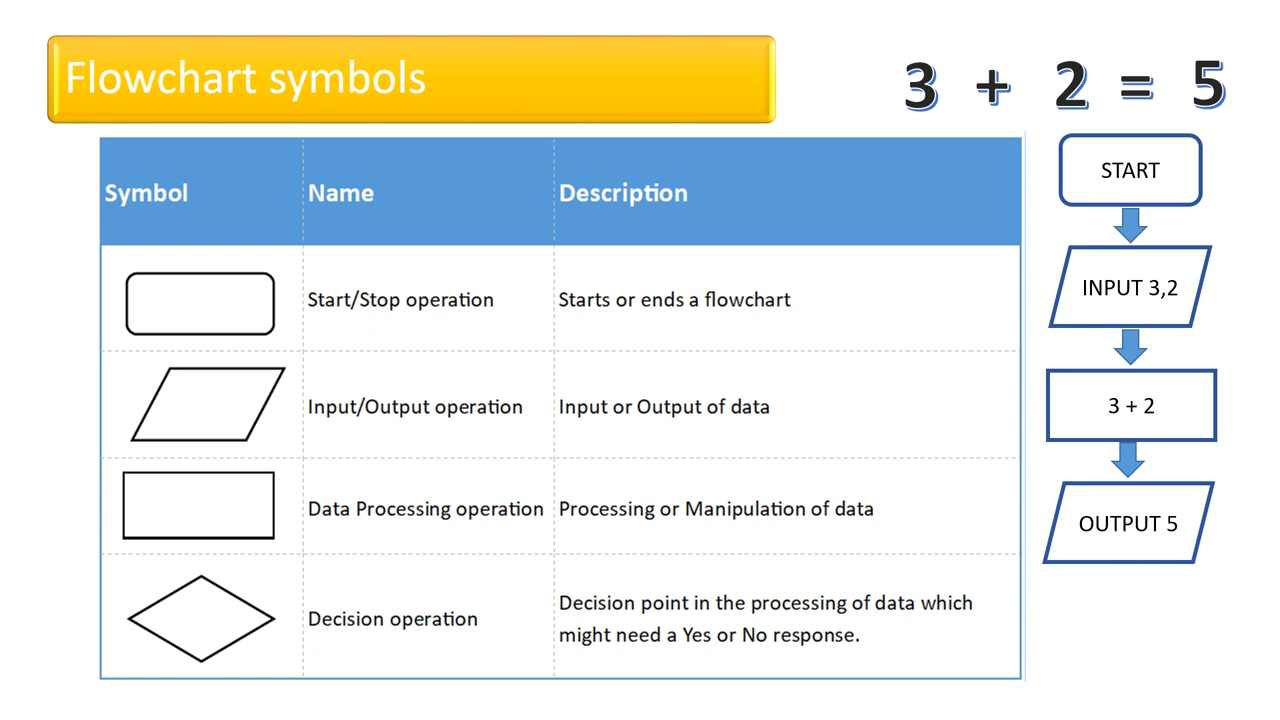 Flowchart symbols
3 + 2 = 5
Symbol Name Description
Start/Stop operation Starts or ends a flowchart
Input/Output operation Input or Output of data
Data Processing operation Processing or Manipulation of data
Decision operation Decision point in the processing of data which
might need a Yes or No response.
START
INPUT 3,2
3 + 2
OUTPUT 5